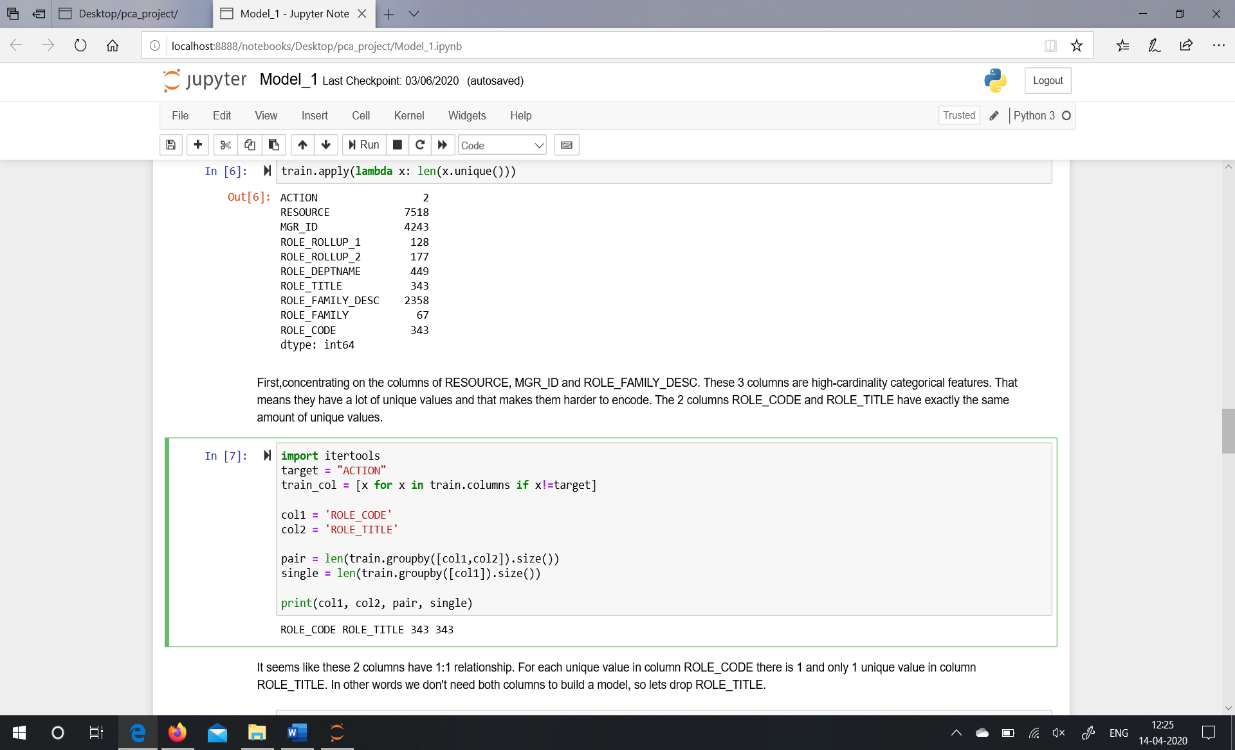 Desktop/pca_project/
Model_1 - Jupyter Note
localhost:8888/notebooks/Desktop/pca_project/Model_1.ipynb
jupyter Model_1 Last Checkpoint: 03/06/2020 (autosaved)
Logout
File Edit View Insert Cell Kernel Widgets Help
Trusted Python 3
Run Code
In [6]: train.apply(lambda x: len(x.unique()))
Out[6]: ACTION 2
RESOURCE 7518
MGR_ID 4243
ROLE_ROLLUP_1 128
ROLE_ROLLUP_2 177
ROLE_DEPTNAME 449
ROLE_TITLE 343
ROLE_FAMILY_DESC 2358
ROLE_FAMILY 67
ROLE_CODE 343
dtype: int64
First,concentrating on the columns of RESOURCE, MGR_ID and ROLE_FAMILY_DESC. These 3 columns are high-cardinality categorical features. That
means they have a lot of unique values and that makes them harder to encode. The 2 columns ROLE_CODE and ROLE_TITLE have exactly the same
amount of unique values.
In [7]: import itertools
target = "ACTION"
train_col = [x for x in train.columns if x!=target]
col1 = 'ROLE_CODE'
col2 = 'ROLE_TITLE'
pair = len(train.groupby([col1,col2]).size())
single = len(train.groupby([col1]).size())
print(col1, col2, pair, single)
ROLE_CODE ROLE_TITLE 343 343
It seems like these 2 columns have 1:1 relationship. For each unique value in column ROLE_CODE there is 1 and only 1 unique value in column
ROLE_TITLE. In other words we don't need both columns to build a model, so lets drop ROLE_TITLE.
ENG
12:25
14-04-2020